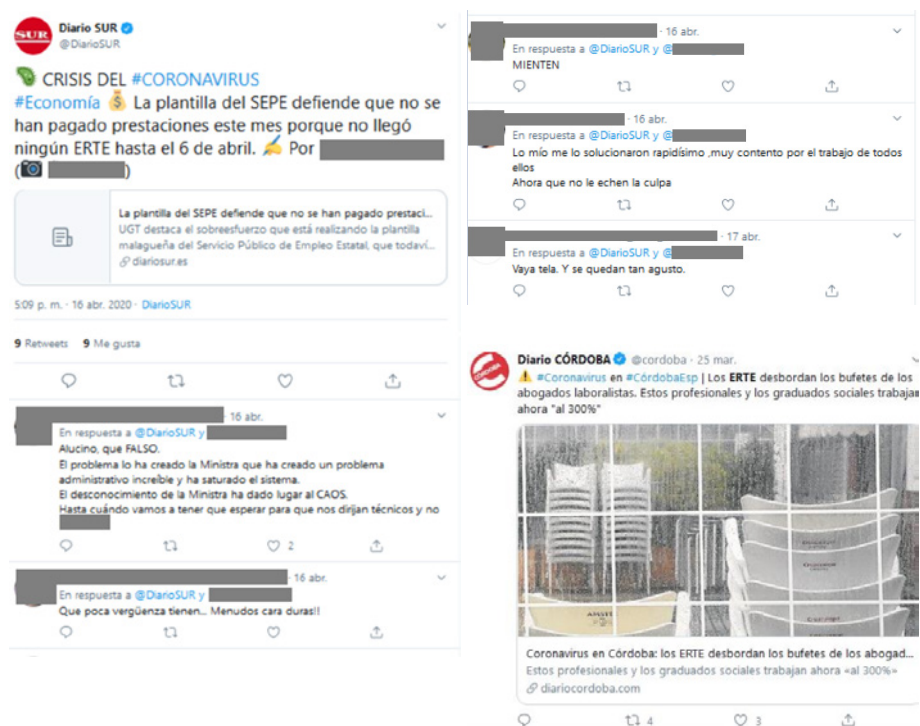 SUR
Diario SUR
@DiarioSUR
CRISIS DEL #CORONAVIRUS
#Economía La plantilla del SEPE defiende que no se
han pagado prestaciones este mes porque no llegó
ningún ERTE hasta el 6 de abril. Por
( )
La plantilla del SEPE defiende que no se han pagado prestaci...
UGT destaca el sobreesfuerzo que está realizando la plantilla
malagueña del Servicio Público de Empleo Estatal, que todaví...
diariosur.es
5:09 p. m. · 16 abr. 2020 · DiarioSUR
9 Retweets 9 Me gusta
· 16 abr.
En respuesta a @DiarioSUR y
Alucino, que FALSO.
El problema lo ha creado la Ministra que ha creado un problema
administrativo increíble y ha saturado el sistema.
El desconocimiento de la Ministra ha dado lugar al CAOS.
Hasta cuándo vamos a tener que esperar para que nos dirjan técnicos y no
2
· 16 abr.
En respuesta a @DiarioSUR y
Que poca vergüenza tienen... Menudos cara duras!!
· 16 abr.
En respuesta a @DiarioSUR y @
MIENTEN
· 16 abr.
En respuesta a @DiarioSUR y @
Lo mío me lo solucionaron rapidísimo ,muy contento por el trabajo de todos
ellos
Ahora que no le echen la culpa
· 17 abr.
En respuesta a @DiarioSUR y @
Vaya tela. Y se quedan tan agusto.
CÓRDOBA
Diario CÓRDOBA @cordoba · 25 mar.
#Coronavirus en #CórdobaEsp | Los ERTE desbordan los bufetes de los
abogados laboralistas. Estos profesionales y los graduados sociales trabajan
ahora "al 300%"
Coronavirus en Córdoba: los ERTE desbordan los bufetes de los abogad...
Estos profesionales y los graduados sociales trabajan ahora «al 300%»
diariocordoba.com
4 3